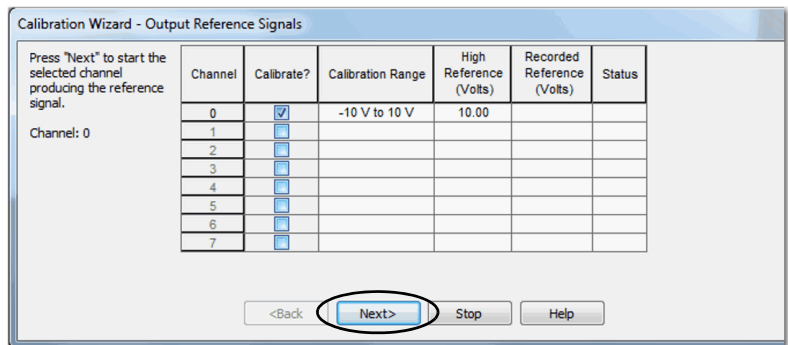 Calibration Wizard - Output Reference Signals
Press "Next" to start the
selected channel
producing the reference
signal.
Channel: 0
Channel Calibrate? Calibration Range High Reference (Volts) Recorded Reference (Volts) Status
0 -10 V to 10 V 10.00
1
2
3
4
5
6
7
<Back Next> Stop Help